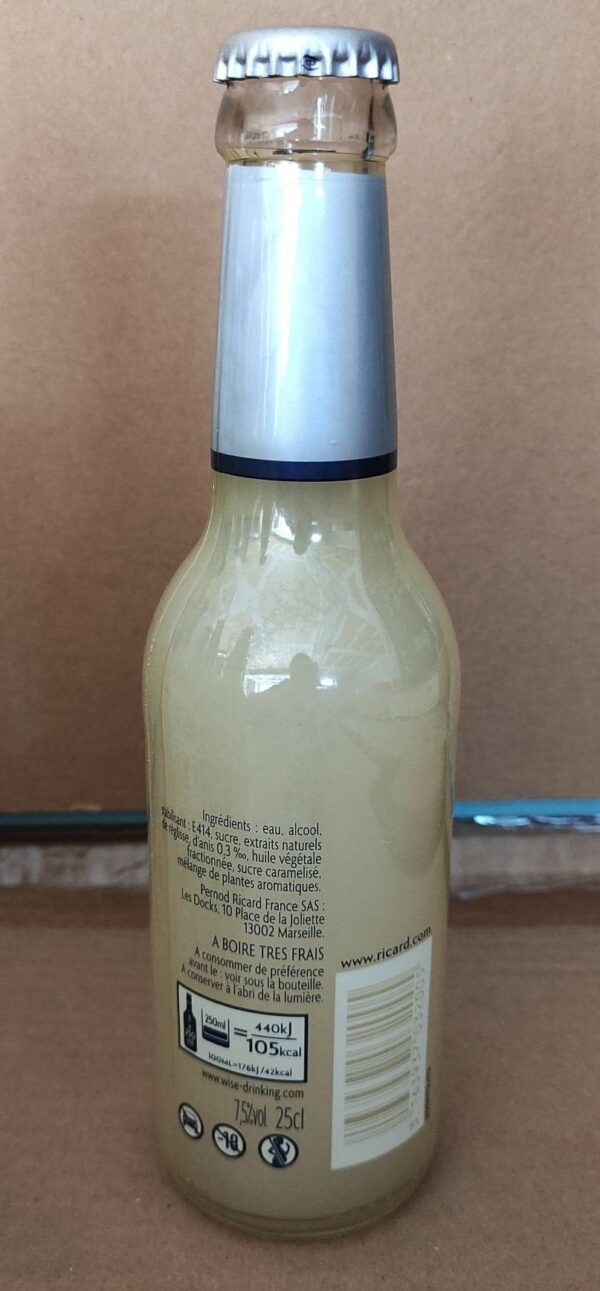 Ingrédients : eau, alcool,
stabilisant : E414, sucre, extraits naturels
de réglisse, d'anis 0,3 ‰, huile végétale
fractionnée, sucre caramelisé,
mélange de plantes aromatiques.
Pernod Ricard France SAS :
Les Docks, 10 Place de la Joliette
13002 Marseille.
A BOIRE TRES FRAIS
A consommer de préférence
avant le : voir sous la bouteille.
A conserver à l'abri de la lumière.
250ml = 440kJ
105kcal
100ML=176kJ/42kcal
www.wise-drinking.com
7,5%vol 25cl
-18
www.ricard.com